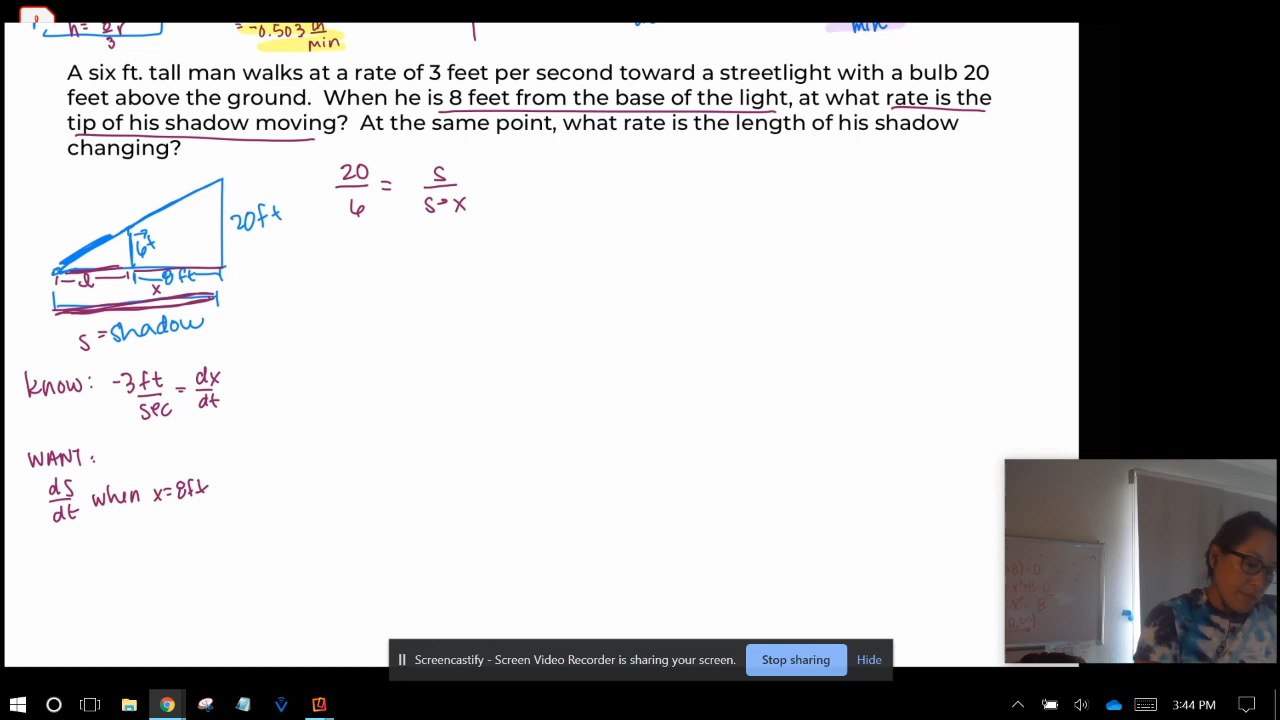 h = 2r
3
= -0.503 m
min
min
A six ft. tall man walks at a rate of 3 feet per second toward a streetlight with a bulb 20
feet above the ground. When he is 8 feet from the base of the light, at what rate is the
tip of his shadow moving? At the same point, what rate is the length of his shadow
changing?
20/6 = s/s-x
20ft
6ft
l
8 ft
x
s = shadow
know: -3ft/sec = dx/dt
WANT:
ds/dt when x=8ft
Screencastify - Screen Video Recorder is sharing your screen.
Stop sharing
Hide
3:44 PM